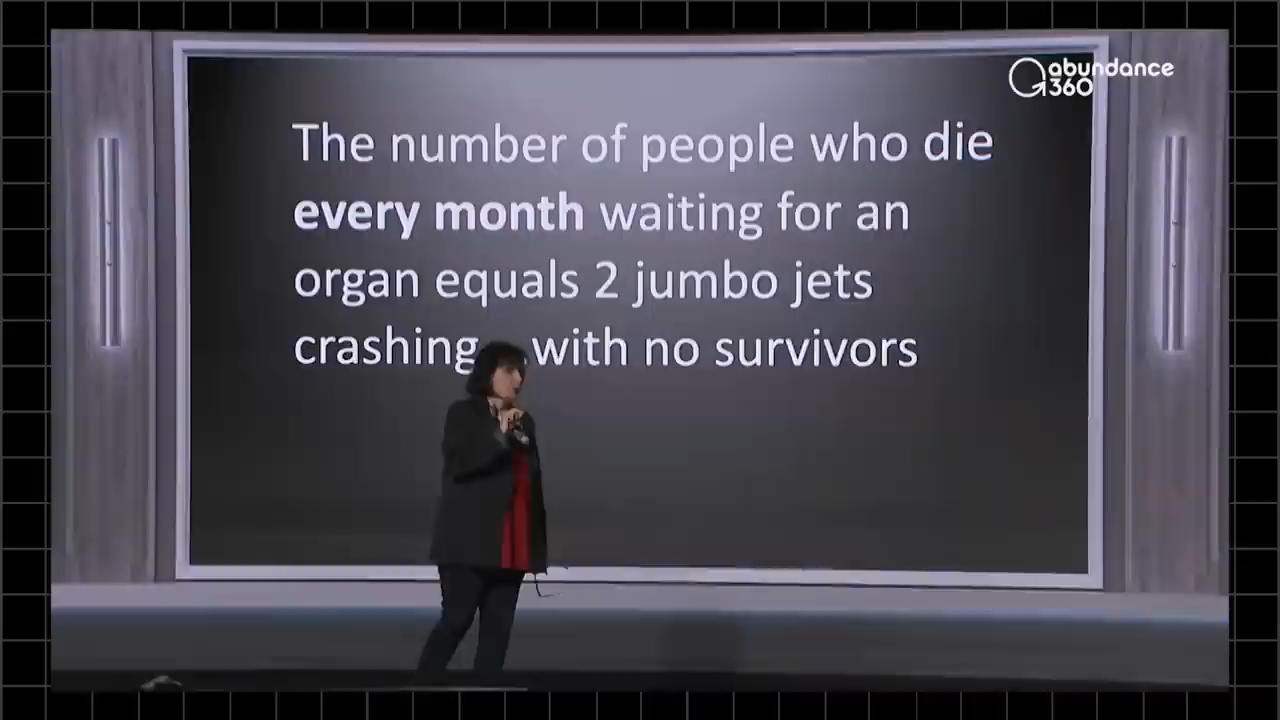 abundance
360
The number of people who die
every month waiting for an
organ equals 2 jumbo jets
crashing with no survivors